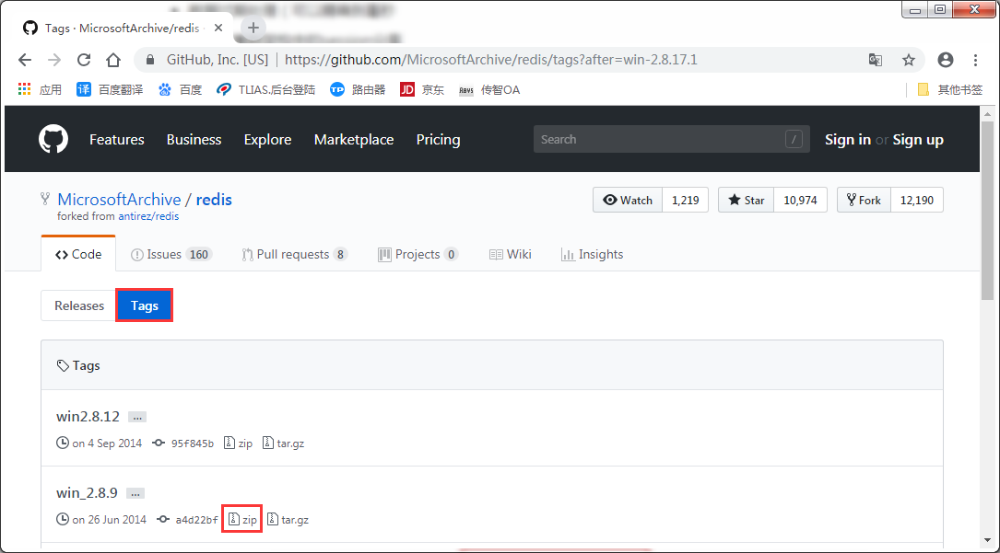 Tags · MicrosoftArchive/redis
GitHub, Inc. [US] | https://github.com/MicrosoftArchive/redis/tags?after=win-2.8.17.1
应用 译 百度翻译 百度 TLIAS.后台登陆 TP 路由器 JD 京东 传智OA 其他书签
Features Business Explore Marketplace Pricing Search / Sign in or Sign up
MicrosoftArchive / redis Watch 1,219 Star 10,974 Fork 12,190
forked from antirez/redis
Code Issues 160 Pull requests 8 Projects 0 Wiki Insights
Releases Tags
Tags
win2.8.12 ...
on 4 Sep 2014 95f845b zip tar.gz
win_2.8.9 ...
on 26 Jun 2014 a4d22bf zip tar.gz